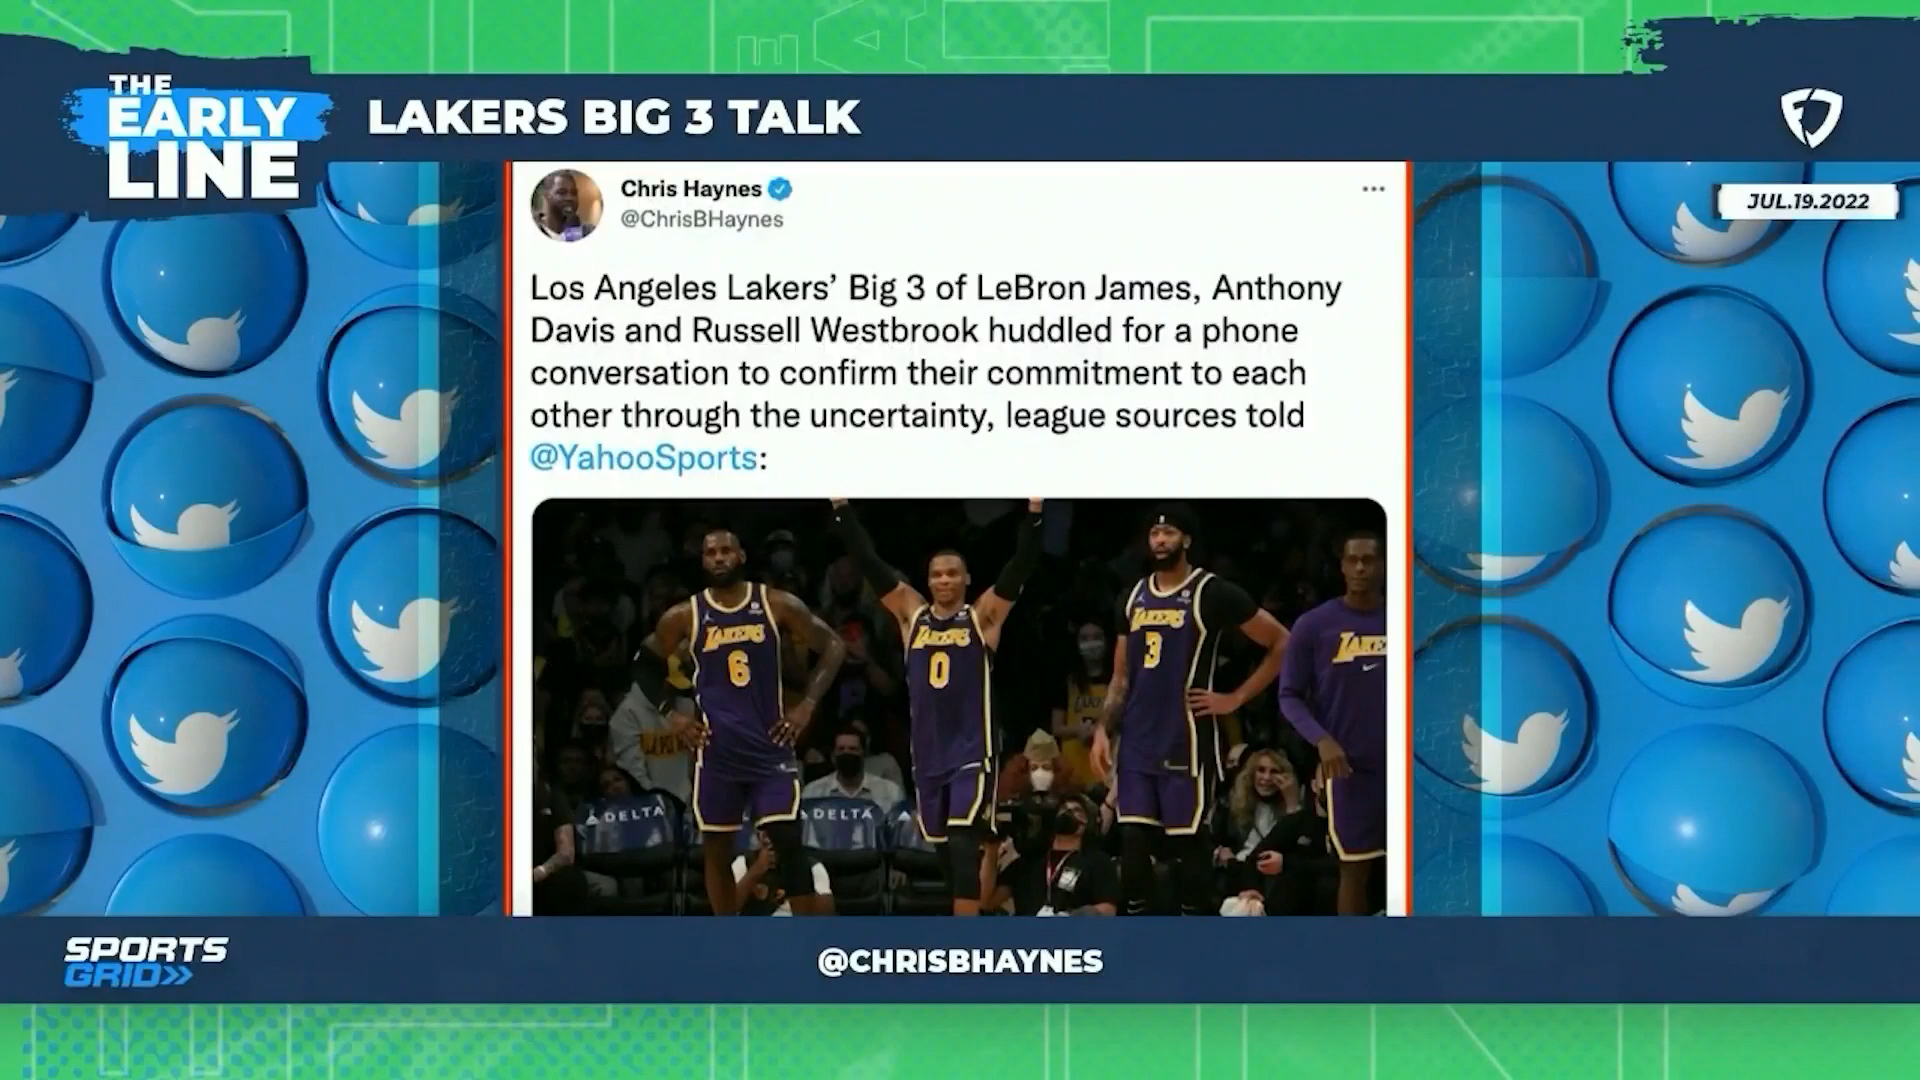 THE
EARLY
LINE
LAKERS BIG 3 TALK
JUL.19.2022
Chris Haynes
@ChrisBHaynes
Los Angeles Lakers’ Big 3 of LeBron James, Anthony
Davis and Russell Westbrook huddled for a phone
conversation to confirm their commitment to each
other through the uncertainty, league sources told
@YahooSports:
LAKERS
6
LAKERS
0
LAKERS
3
LAKE
DELTA
DELTA
SPORTS
GRID
@CHRISBHAYNES